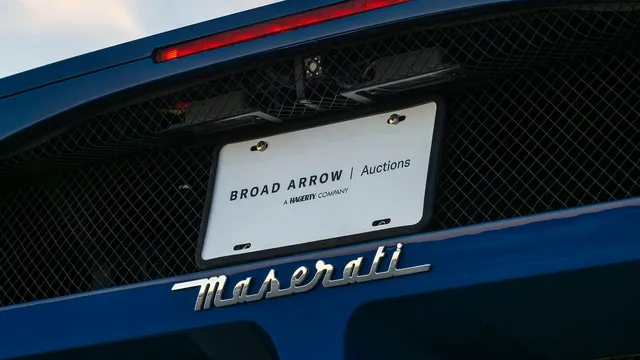 BROAD ARROW | Auctions
A HAGERTY COMPANY
Maserati